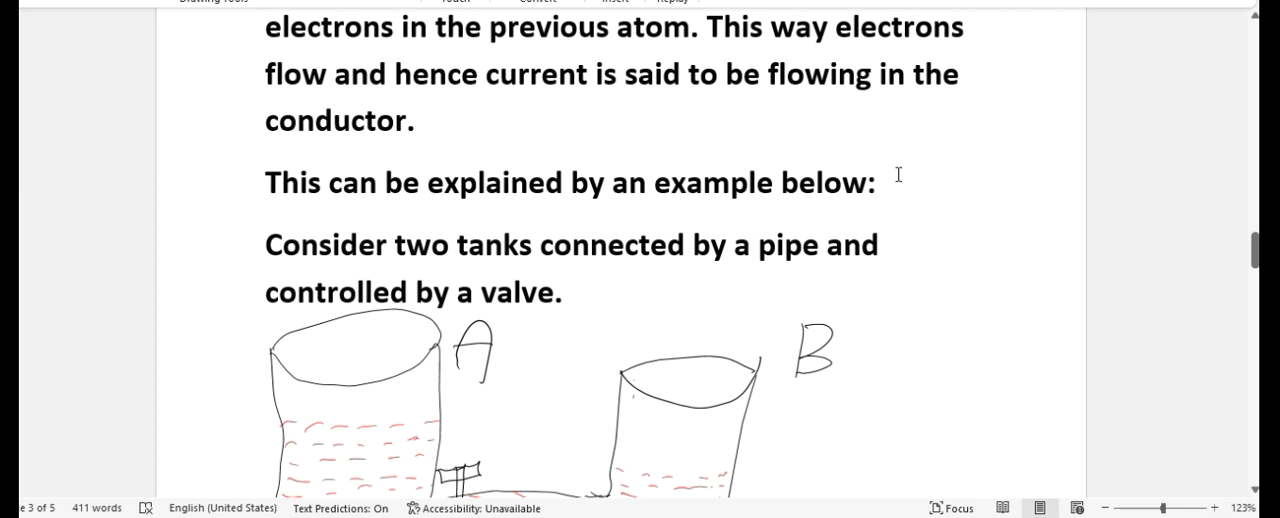 electrons in the previous atom. This way electrons
flow and hence current is said to be flowing in the
conductor.
This can be explained by an example below:
Consider two tanks connected by a pipe and
controlled by a valve.
A
B
e 3 of 5 411 words English (United States) Text Predictions: On Accessibility: Unavailable Focus 123%